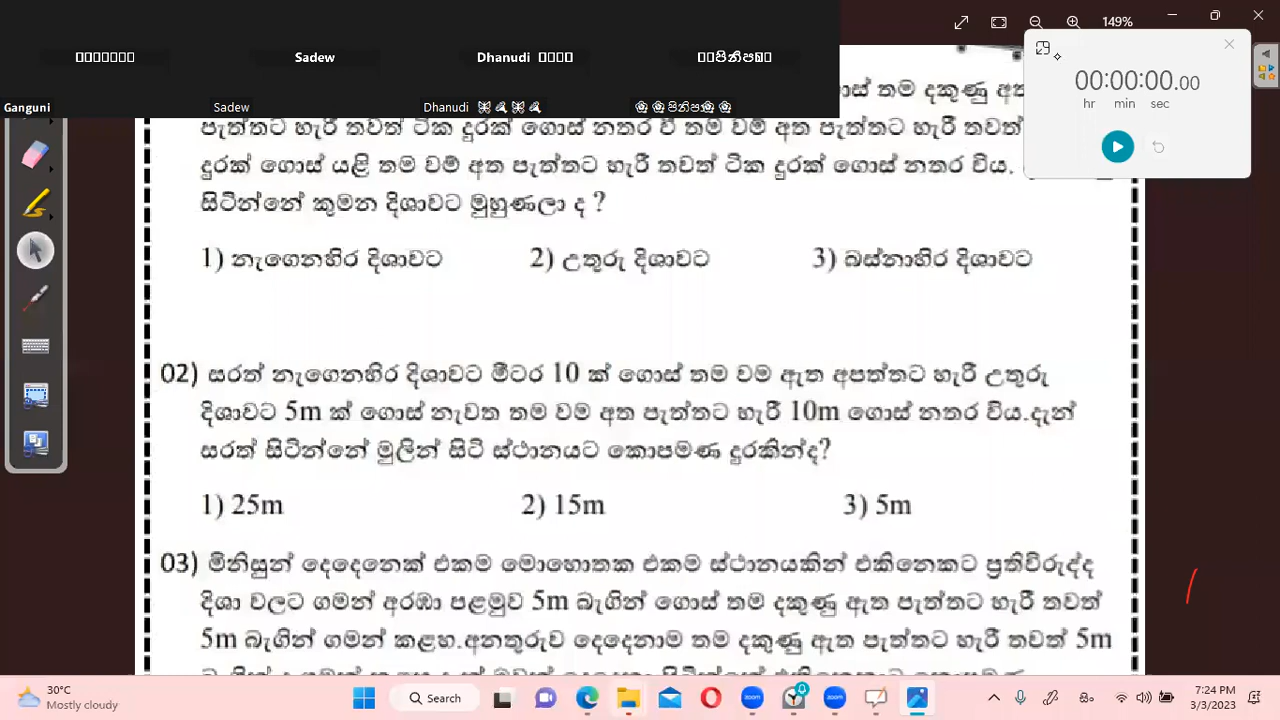 149%
Sadew
Dhanudi
Ganguni
Sadew
Dhanudi
00:00:00.00
hr min sec
තම දකුණු
පැත්තට හැරී තවත් ටික දුරක් ගොස් නතර වී තම වම් අත පැත්තට හැරී තවත්
දුරක් ගොස් යළි තම වම් අත පැත්තට හැරී තවත් ටික දුරක් ගොස් නතර විය.
සිටින්නේ කුමන දිශාවට මුහුණලා ද ?
1) නැගෙනහිර දිශාවට 2) උතුරු දිශාවට 3) බස්නාහිර දිශාවට
02) සරත් නැගෙනහිර දිශාවට මීටර 10 ක් ගොස් තම වම ඇත අපත්තට හැරී උතුරු
දිශාවට 5m ක් ගොස් නැවත තම වම අත පැත්තට හැරී 10m ගොස් නතර විය.දැන්
සරත් සිටින්නේ මුලින් සිටි ස්ථානයට කොපමණ දුරකින්ද?
1) 25m 2) 15m 3) 5m
03) මිනිසුන් දෙදෙනෙක් එකම මොහොතක එකම ස්ථානයකින් එකිනෙකට ප්‍රතිවිරුද්ද
දිශා වලට ගමන් අරඹා පළමුව 5m බැගින් ගොස් තම දකුණු ඇත පැත්තට හැරී තවත්
5m බැගින් ගමන් කළහ.අනතුරුව දෙදෙනාම තම දකුණු ඇත පැත්තට හැරී තවත් 5m
30°C
Mostly cloudy
Search
7:24 PM
3/3/2023